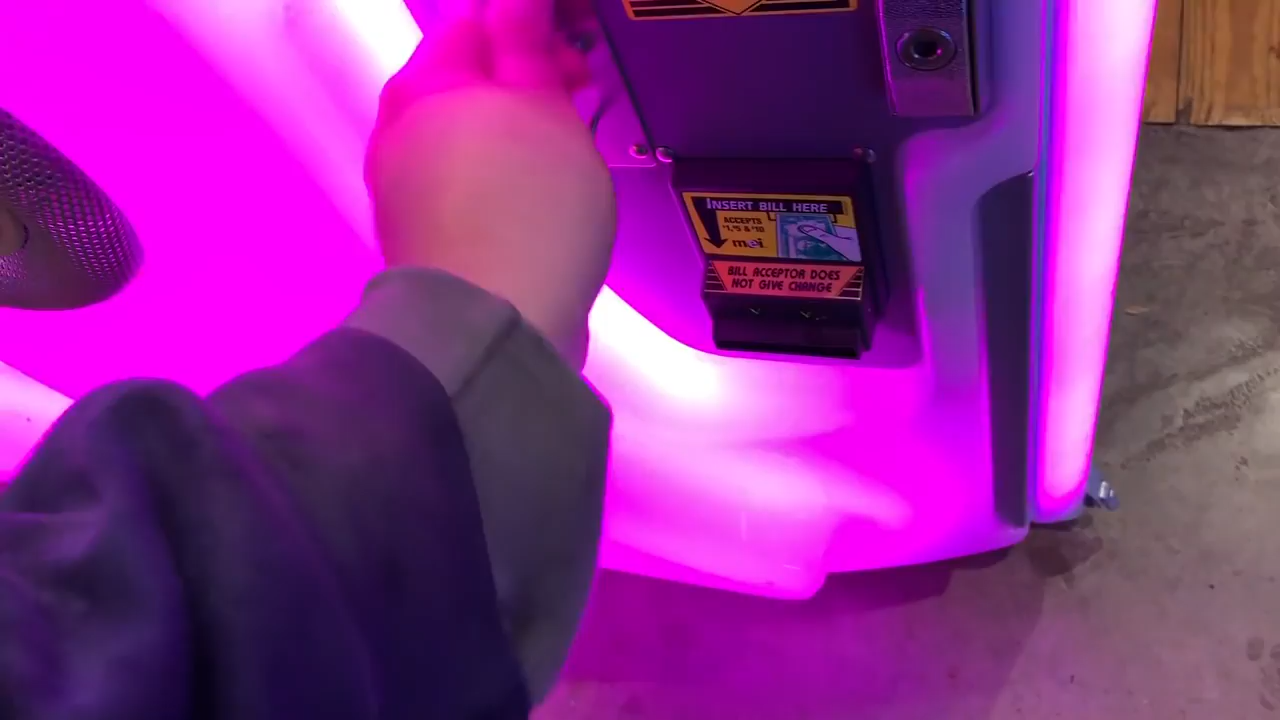 INSERT BILL HERE
ACCEPTS
$1, $5 & $10
mei
BILL ACCEPTOR DOES
NOT GIVE CHANGE